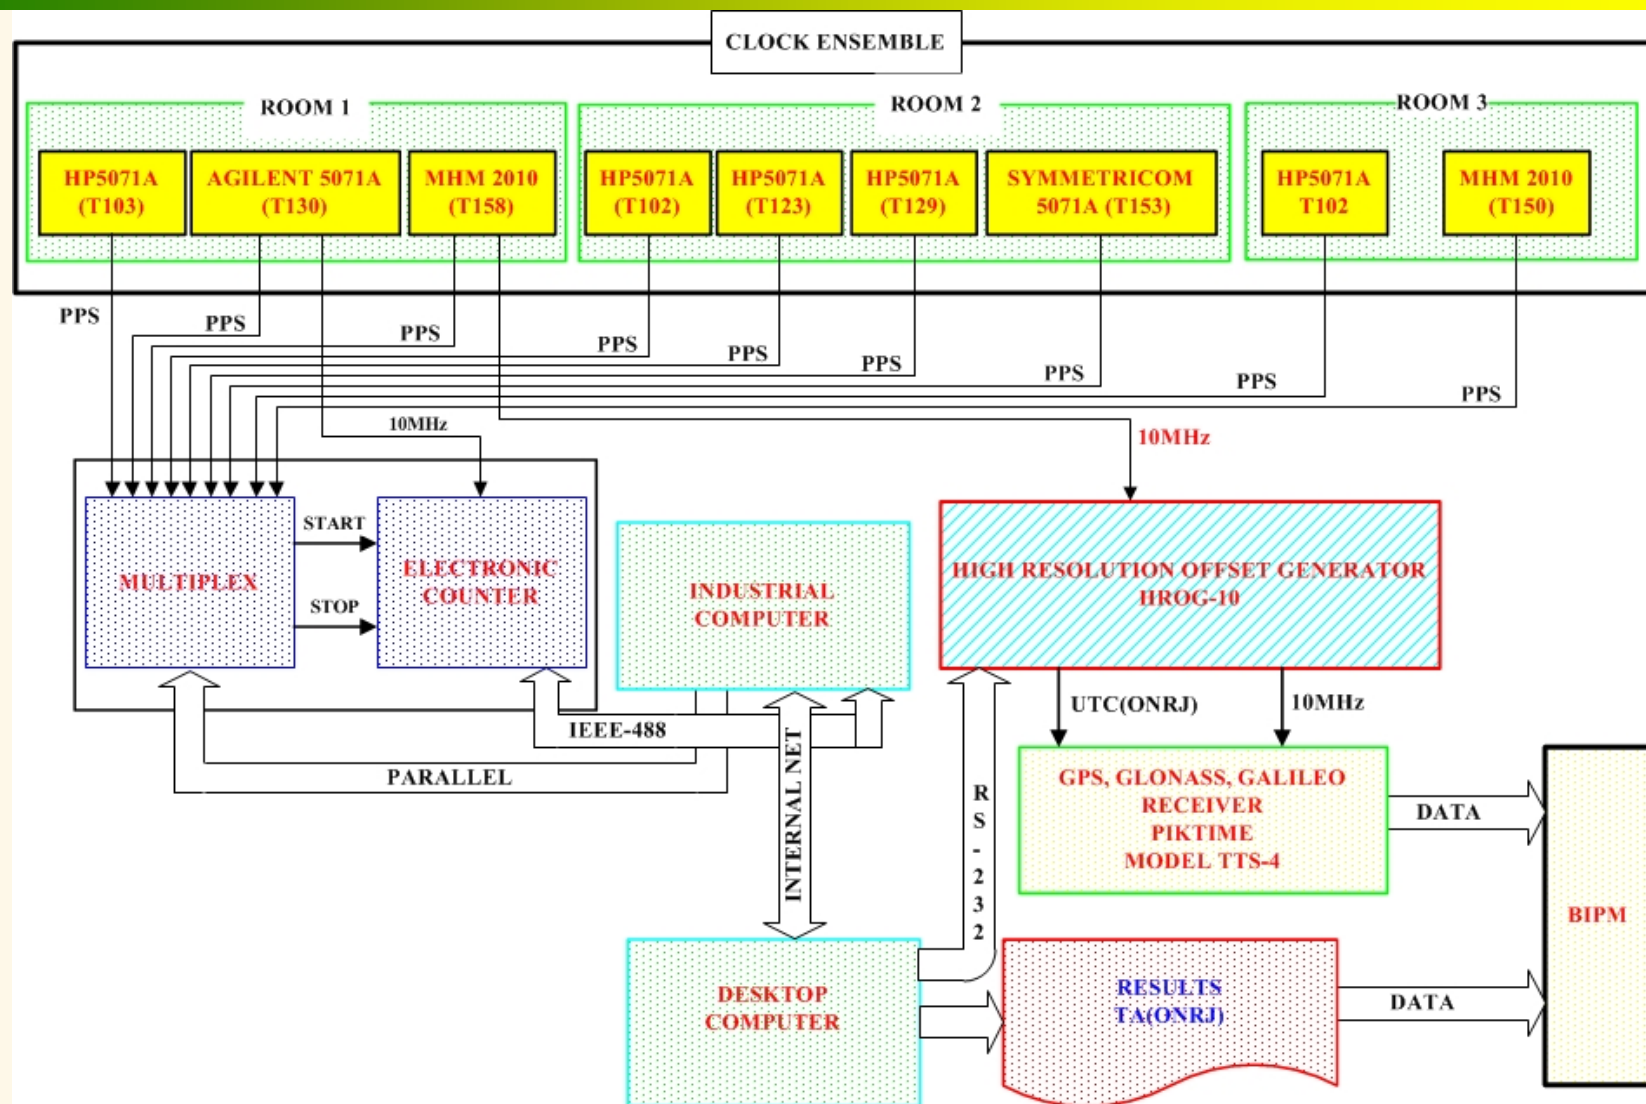 CLOCK ENSEMBLE
ROOM 1
ROOM 2
ROOM 3
HP5071A
(T103)
AGILENT 5071A
(T130)
MHM 2010
(T158)
HP5071A
(T102)
HP5071A
(T123)
HP5071A
(T129)
SYMMETRICOM
5071A (T153)
HP5071A
T102
MHM 2010
(T150)
PPS
PPS
PPS
PPS
PPS
PPS
PPS
PPS
PPS
10MHz
10MHz
MULTIPLEX
START
STOP
ELECTRONIC
COUNTER
INDUSTRIAL
COMPUTER
HIGH RESOLUTION OFFSET GENERATOR
HROG-10
IEEE-488
PARALLEL
INTERNAL NET
RS-232
UTC(ONRJ)
10MHz
GPS, GLONASS, GALILEO
RECEIVER
PIKTIME
MODEL TTS-4
DATA
BIPM
DESKTOP
COMPUTER
RESULTS
TA(ONRJ)
DATA